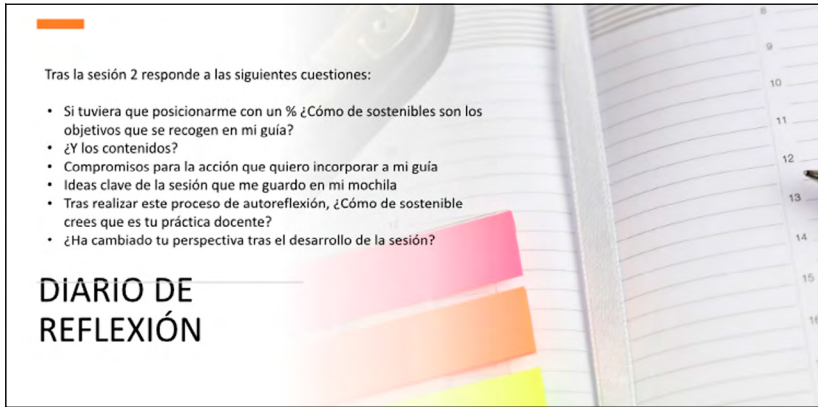 Tras la sesión 2 responde a las siguientes cuestiones:
• Si tuviera que posicionarme con un % ¿Cómo de sostenibles son los
objetivos que se recogen en mi guía?
• ¿Y los contenidos?
• Compromisos para la acción que quiero incorporar a mi guía
• Ideas clave de la sesión que me guardo en mi mochila
• Tras realizar este proceso de autoreflexión, ¿Cómo de sostenible
crees que es tu práctica docente?
• ¿Ha cambiado tu perspectiva tras el desarrollo de la sesión?
DIARIO DE
REFLEXIÓN
8
9
10
11
12
13
14
15
16